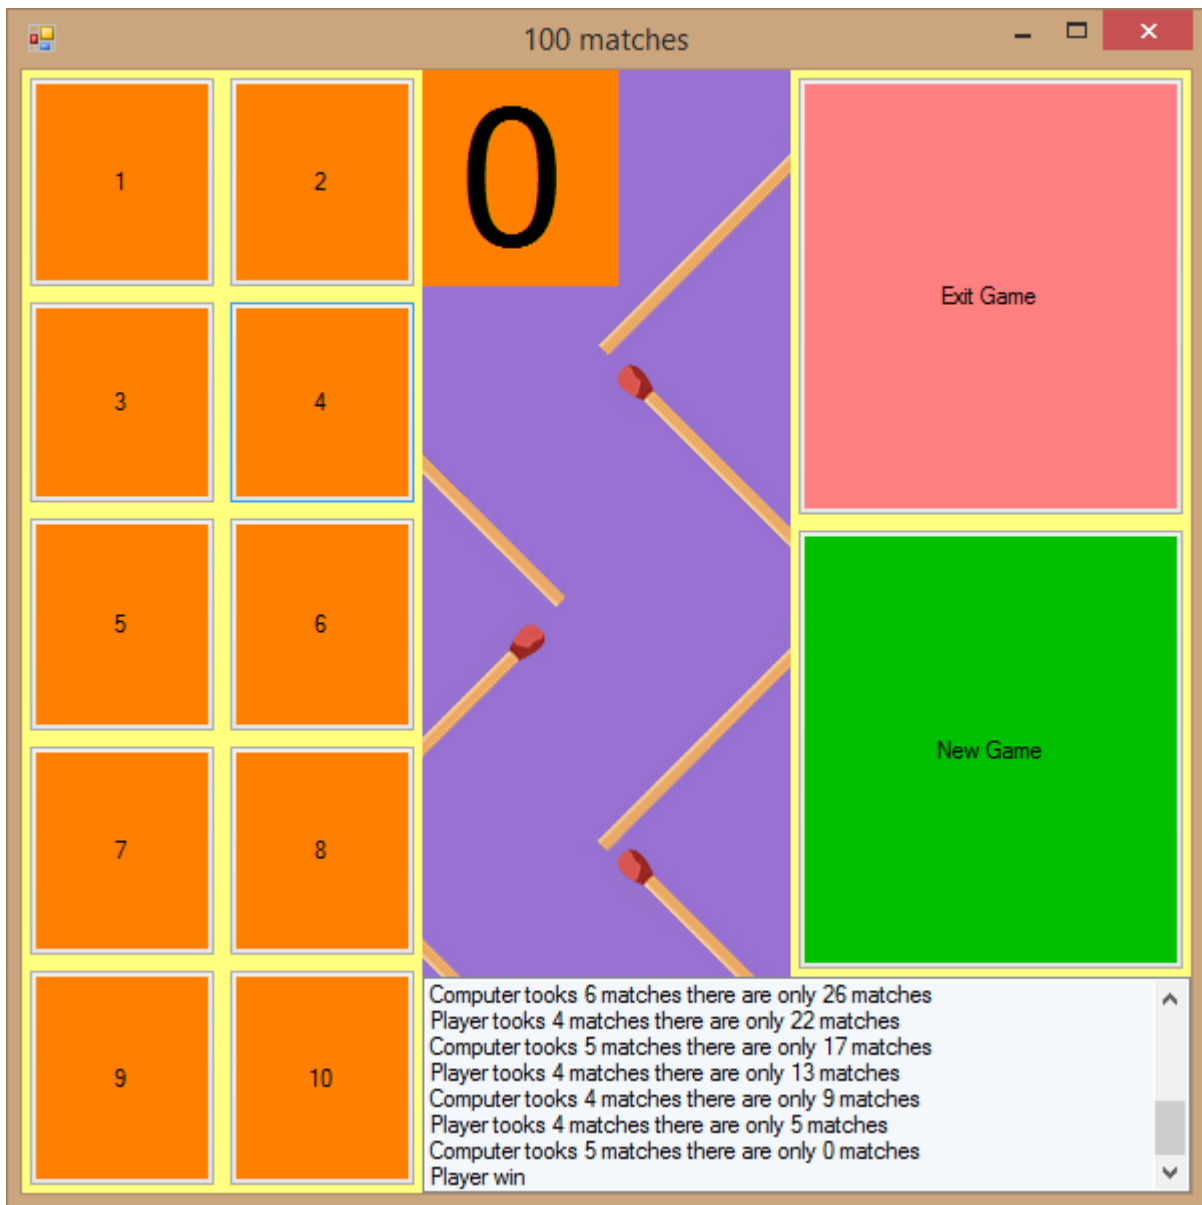 100 matches
1
2
0
3
4
5
6
7
8
9
10
Exit Game
New Game
Computer tooks 6 matches there are only 26 matches
Player tooks 4 matches there are only 22 matches
Computer tooks 5 matches there are only 17 matches
Player tooks 4 matches there are only 13 matches
Computer tooks 4 matches there are only 9 matches
Player tooks 4 matches there are only 5 matches
Computer tooks 5 matches there are only 0 matches
Player win